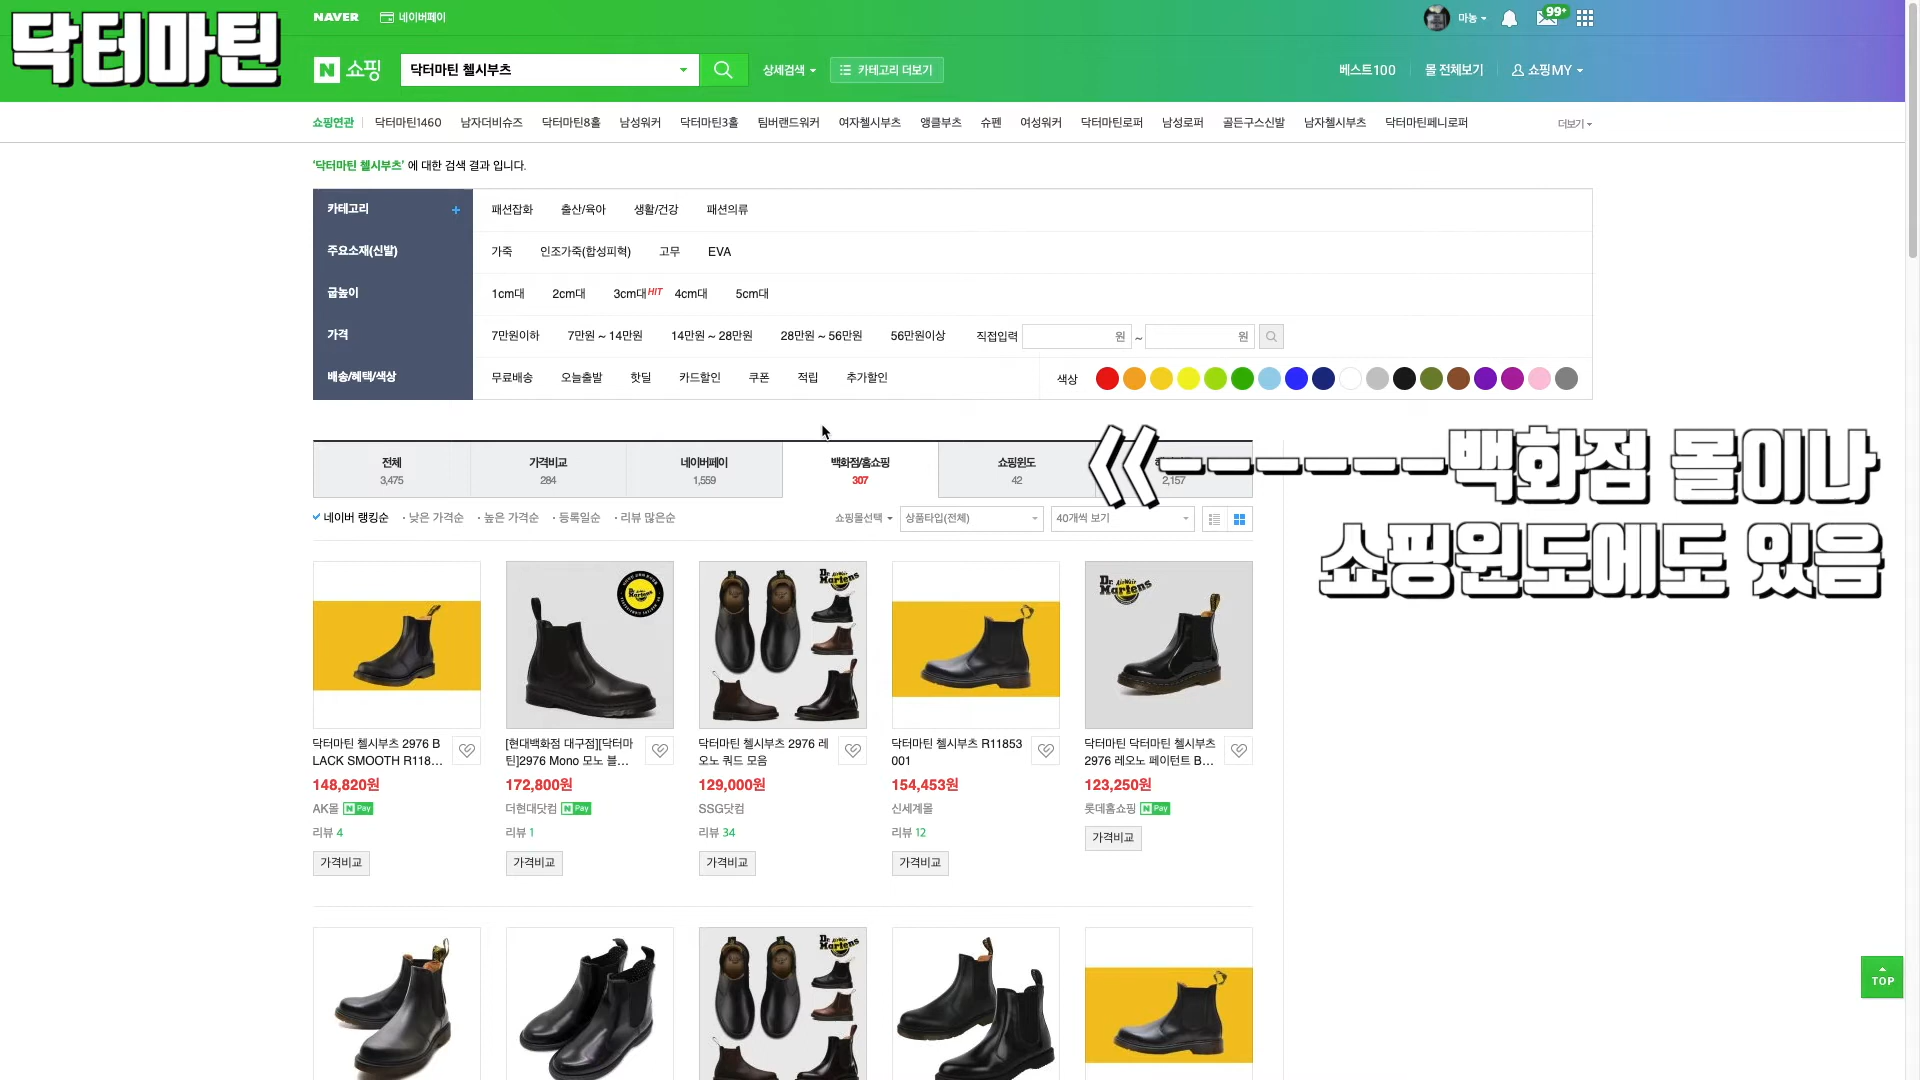 닥터마틴
NAVER 네이버페이
마농 99+
N 쇼핑 닥터마틴 첼시부츠 상세검색 카테고리 더보기
베스트100 몰 전체보기 쇼핑MY
쇼핑연관 닥터마틴1460 남자더비슈즈 닥터마틴8홀 남성워커 닥터마틴3홀 팀버랜드워커 여자첼시부츠 앵클부츠 슈펜 여성워커 닥터마틴로퍼 남성로퍼 골든구스신발 남자첼시부츠 닥터마틴페니로퍼 더보기
'닥터마틴 첼시부츠' 에 대한 검색 결과 입니다.
카테고리 + 패션잡화 출산/육아 생활/건강 패션의류
주요소재(신발) 가죽 인조가죽(합성피혁) 고무 EVA
굽높이 1cm대 2cm대 3cm대HIT 4cm대 5cm대
가격 7만원이하 7만원 ~ 14만원 14만원 ~ 28만원 28만원 ~ 56만원 56만원이상 직접입력 원 ~ 원
배송/혜택/색상 무료배송 오늘출발 핫딜 카드할인 쿠폰 적립 추가할인 색상
전체 가격비교 네이버페이 백화점/홈쇼핑 쇼핑윈도
3,475 284 1,559 307 42 2,157
백화점 몰이나
쇼핑윈도에도 있음
네이버 랭킹순 · 낮은 가격순 · 높은 가격순 · 등록일순 · 리뷰 많은순 쇼핑몰선택 상품타입(전체) 40개씩 보기
Dr. Martens
Dr. AirWair Martens
Dr. AirWair Martens
닥터마틴 첼시부츠 2976 B
LACK SMOOTH R118...
148,820원
AK몰 N Pay
리뷰 4
가격비교
[현대백화점 대구점][닥터마
틴]2976 Mono 모노 블...
172,800원
더현대닷컴 N Pay
리뷰 1
가격비교
닥터마틴 첼시부츠 2976 레
오노 쿼드 모음
129,000원
SSG닷컴
리뷰 34
가격비교
닥터마틴 첼시부츠 R11853
001
154,453원
신세계몰
리뷰 12
가격비교
닥터마틴 닥터마틴 첼시부츠
2976 레오노 페이턴트 B...
123,250원
롯데홈쇼핑 N Pay
가격비교
Dr. AirWair Martens
TOP